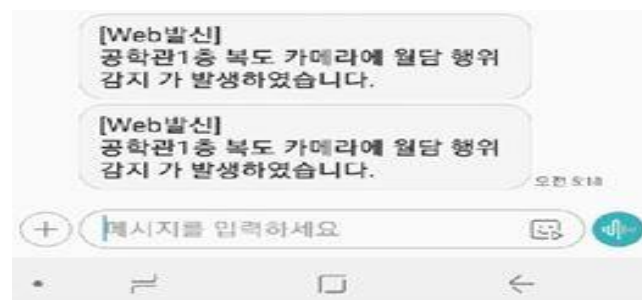 [Web발신]
공학관1층 복도 카메라에 월담 행위
감지 가 발생하였습니다.
[Web발신]
공학관1층 복도 카메라에 월담 행위
감지 가 발생하였습니다.
오전 5:18
메시지를 입력하세요